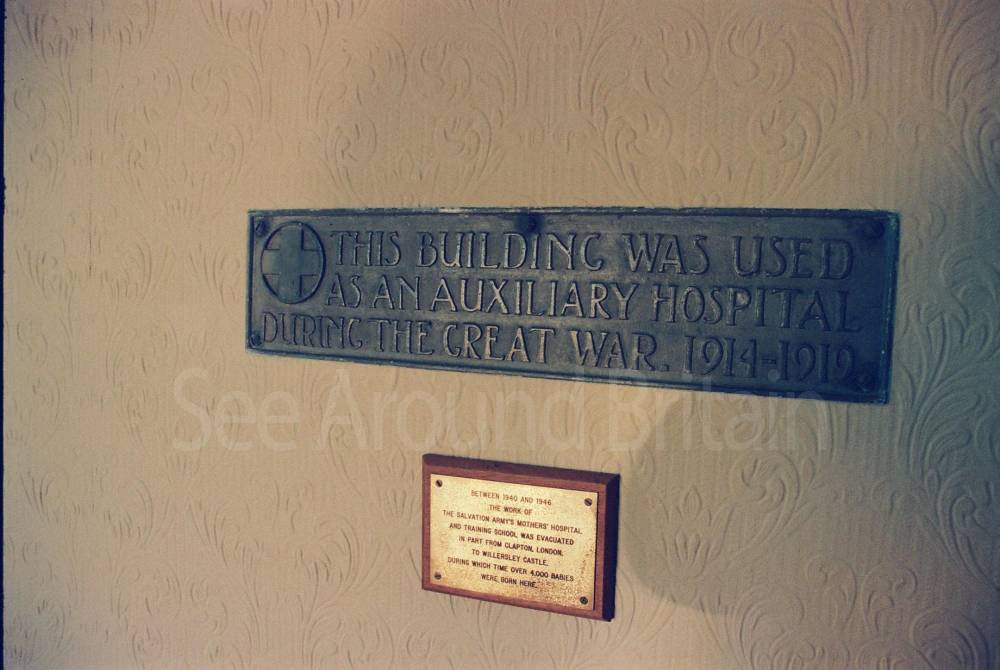 THIS BUILDING WAS USED
AS AN AUXILIARY HOSPITAL
DURING THE GREAT WAR. 1914-1919
See Around Britain
BETWEEN 1940 AND 1946
THE WORK OF
THE SALVATION ARMY'S MOTHERS' HOSPITAL
AND TRAINING SCHOOL WAS EVACUATED
IN PART FROM CLAPTON, LONDON,
TO WILLERSLEY CASTLE,
DURING WHICH TIME OVER 4,000 BABIES
WERE BORN HERE.